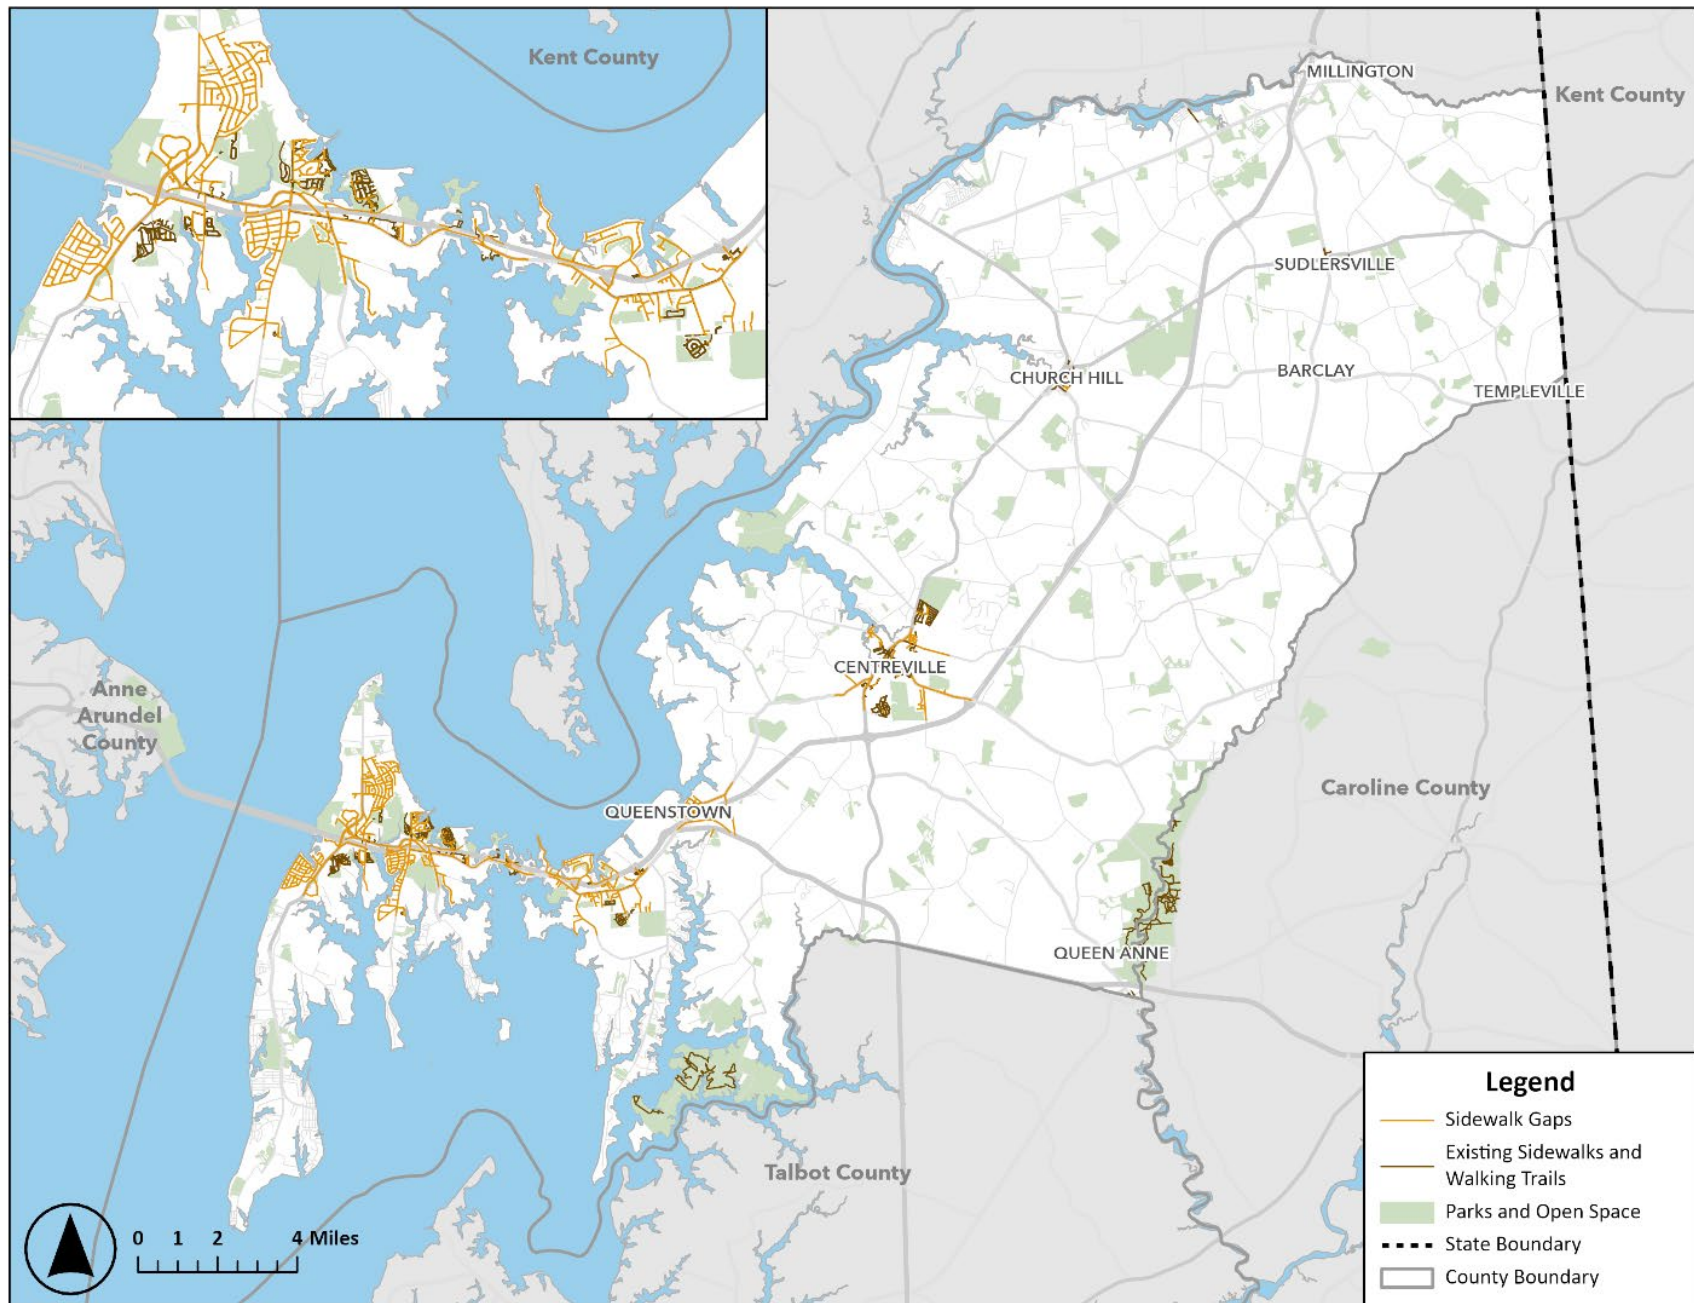 Kent County
MILLINGTON
Kent County
SUDLERSVILLE
CHURCH HILL
BARCLAY
TEMPLEVILLE
CENTREVILLE
Anne
Arundel
County
Caroline County
QUEENSTOWN
QUEEN ANNE
Talbot County
0 1 2 4 Miles
Legend
Sidewalk Gaps
Existing Sidewalks and
Walking Trails
Parks and Open Space
State Boundary
County Boundary